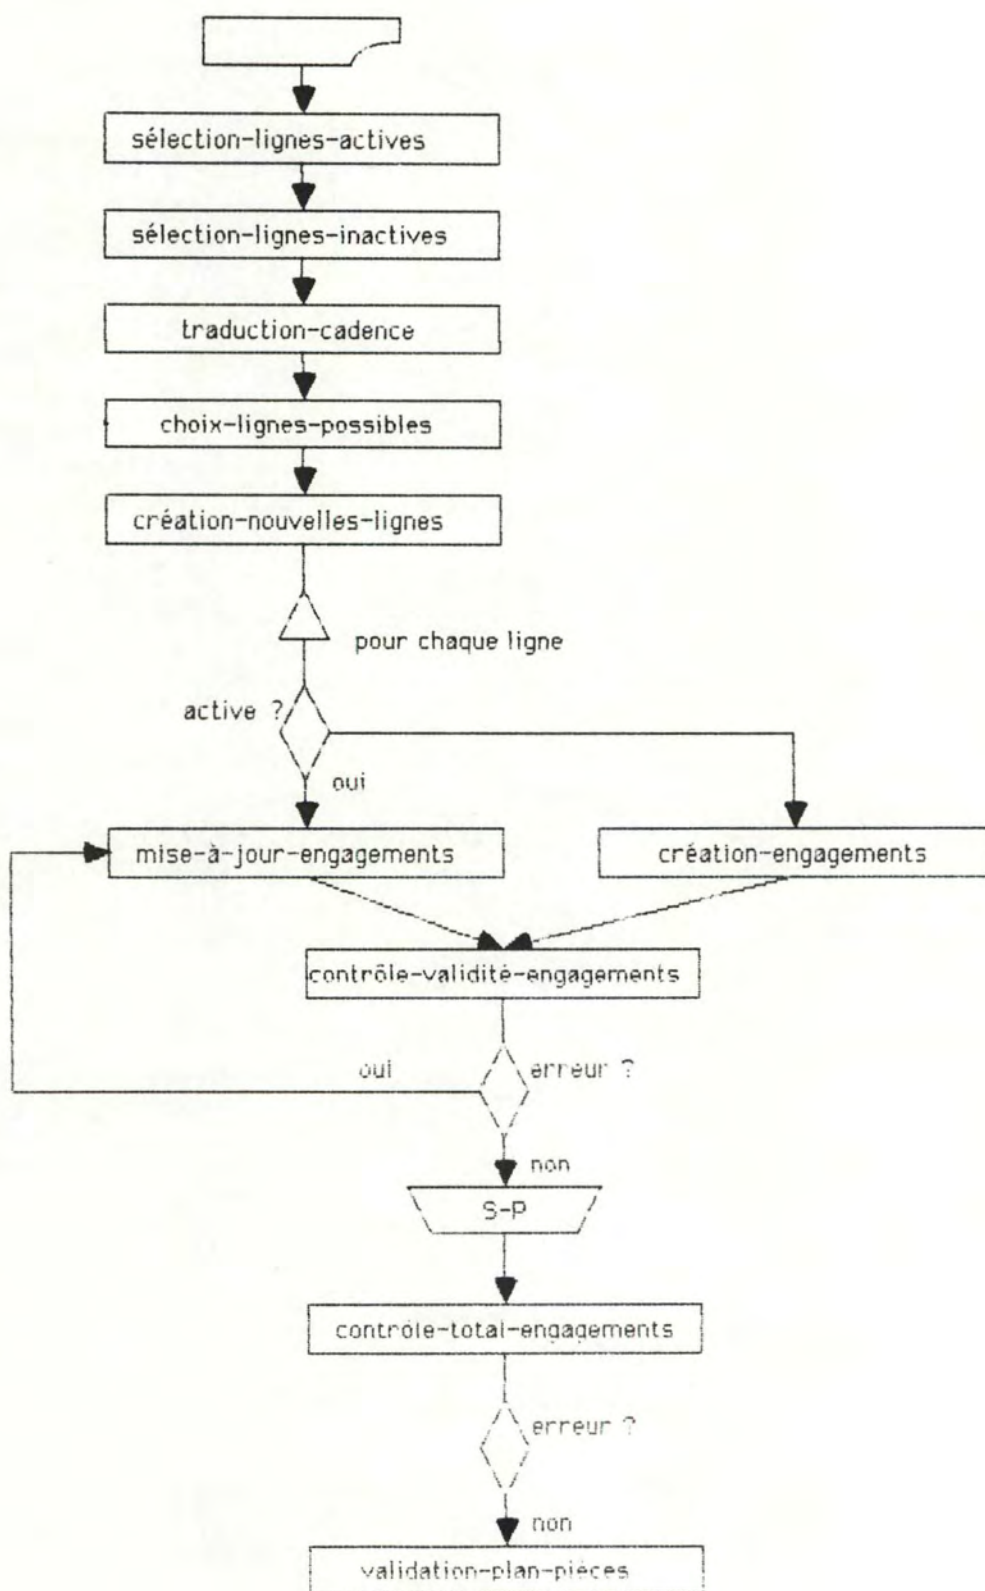 sélection-lignes-actives
sélection-lignes-inactives
traduction-cadence
choix-lignes-possibles
création-nouvelles-lignes
pour chaque ligne
active ?
oui
mise-à-jour-engagements
création-engagements
contrôle-validité-engagements
oui
erreur ?
non
S-P
contrôle-total-engagements
erreur ?
non
validation-plan-pièces